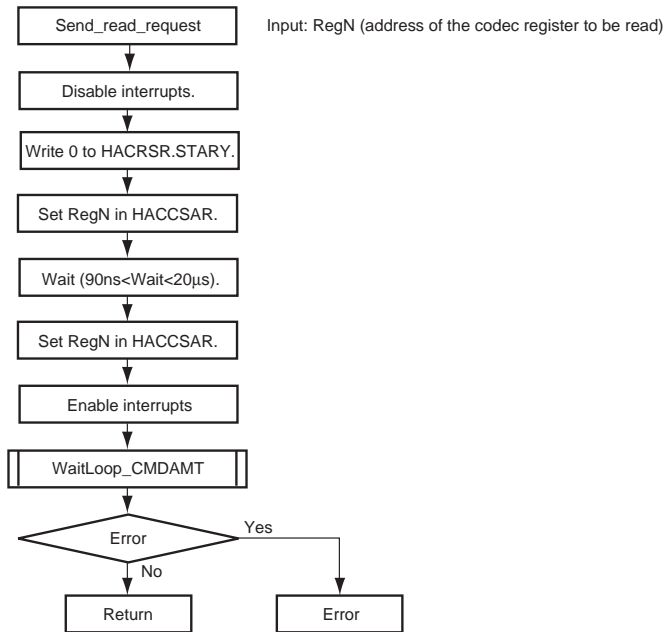 Send_read_request
Input: RegN (address of the codec register to be read)
Disable interrupts.
Write 0 to HACRSR.STARY.
Set RegN in HACCSAR.
Wait (90ns<Wait<20µs).
Set RegN in HACCSAR.
Enable interrupts
WaitLoop_CMDAMT
Error
Yes
No
Return
Error